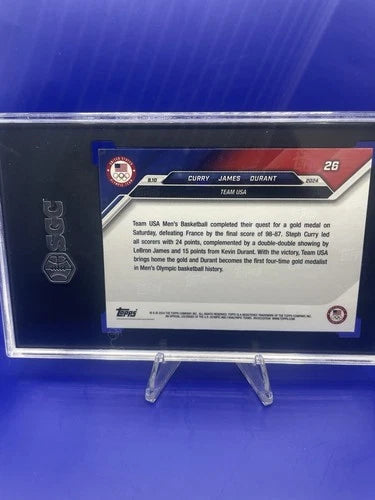 SGC
26
8.10 CURRY JAMES DURANT 2024
TEAM USA
Team USA Men's Basketball completed their quest for a gold medal on
Saturday, defeating France by the final score of 98-87. Steph Curry led
all scorers with 24 points, complemented by a double-double showing by
LeBron James and 15 points from Kevin Durant. With the victory, Team USA
brings home the gold and Durant becomes the first four-time gold medalist
in Men's Olympic basketball history.
Topps